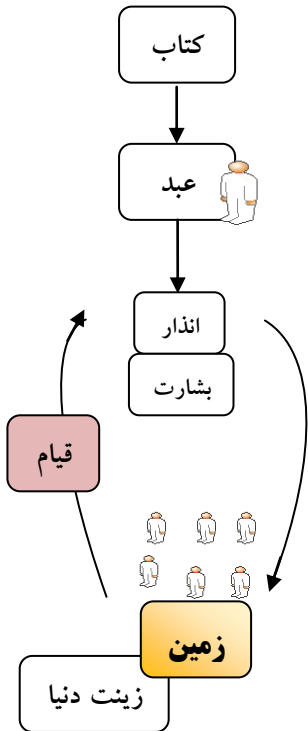 کتاب
عبد
انذار
بشارت
قیام
زمین
زینت دنیا